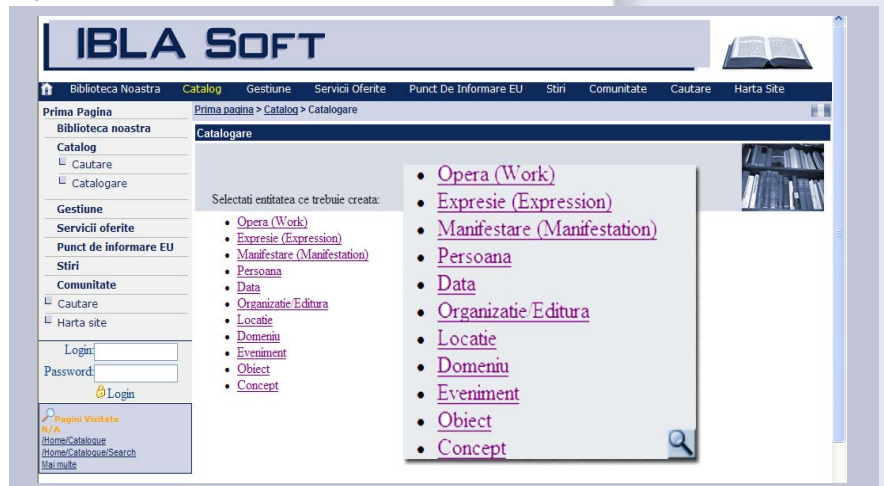 IBLA SOFT
Biblioteca Noastra Catalog Gestiune Servicii Oferite Punct De Informare EU Stiri Comunitate Cautare Harta Site
Prima Pagina
Biblioteca noastra
Catalog
Cautare
Catalogare
Gestiune
Servicii oferite
Punct de informare EU
Stiri
Comunitate
Cautare
Harta site
Login:
Password:
Login
Pagini Vizitate
N/A
/Home/Catalogue
/Home/Catalogue/Search
Mai multe
Prima pagina > Catalog > Catalogare
Catalogare
Selectati entitatea ce trebuie creata:
Opera (Work)
Expresie (Expression)
Manifestare (Manifestation)
Persoana
Data
Organizatie/Editura
Locatie
Domeniu
Eveniment
Obiect
Concept
Opera (Work)
Expresie (Expression)
Manifestare (Manifestation)
Persoana
Data
Organizatie/Editura
Locatie
Domeniu
Eveniment
Obiect
Concept